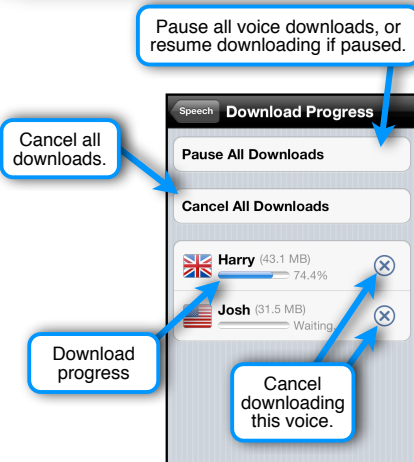 Pause all voice downloads, or
resume downloading if paused.
Speech
Download Progress
Cancel all
downloads.
Pause All Downloads
Cancel All Downloads
Harry (43.1 MB)
74.4%
Josh (31.5 MB)
Waiting.
Download
progress
Cancel
downloading
this voice.